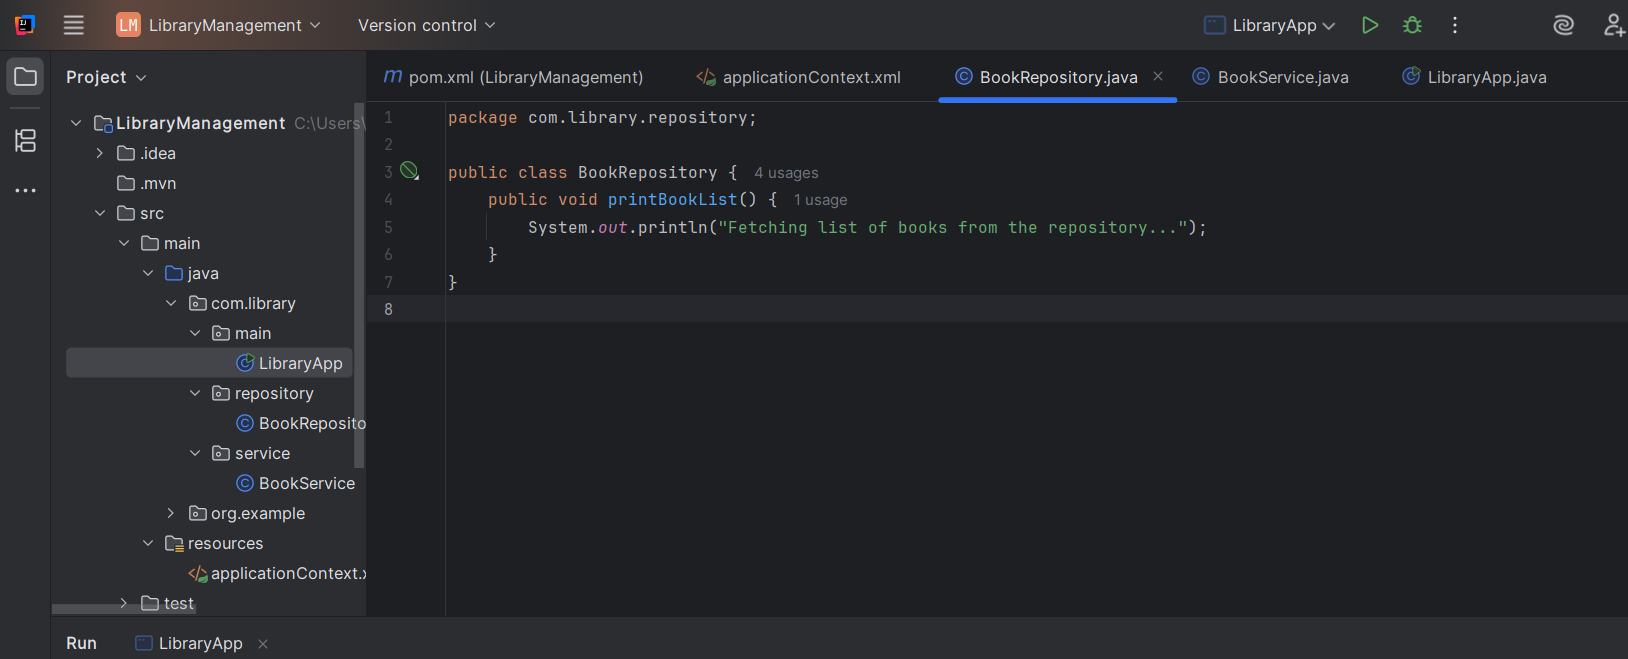 LM LibraryManagement Version control LibraryApp
Project
pom.xml (LibraryManagement) applicationContext.xml BookRepository.java BookService.java LibraryApp.java
LibraryManagement C:\Users\
.idea
.mvn
src
main
java
com.library
main
LibraryApp
repository
BookReposito
service
BookService
org.example
resources
applicationContext.x
test
1 package com.library.repository;
2
3 public class BookRepository { 4 usages
4 public void printBookList() { 1 usage
5 System.out.println("Fetching list of books from the repository...");
6 }
7 }
8
Run LibraryApp